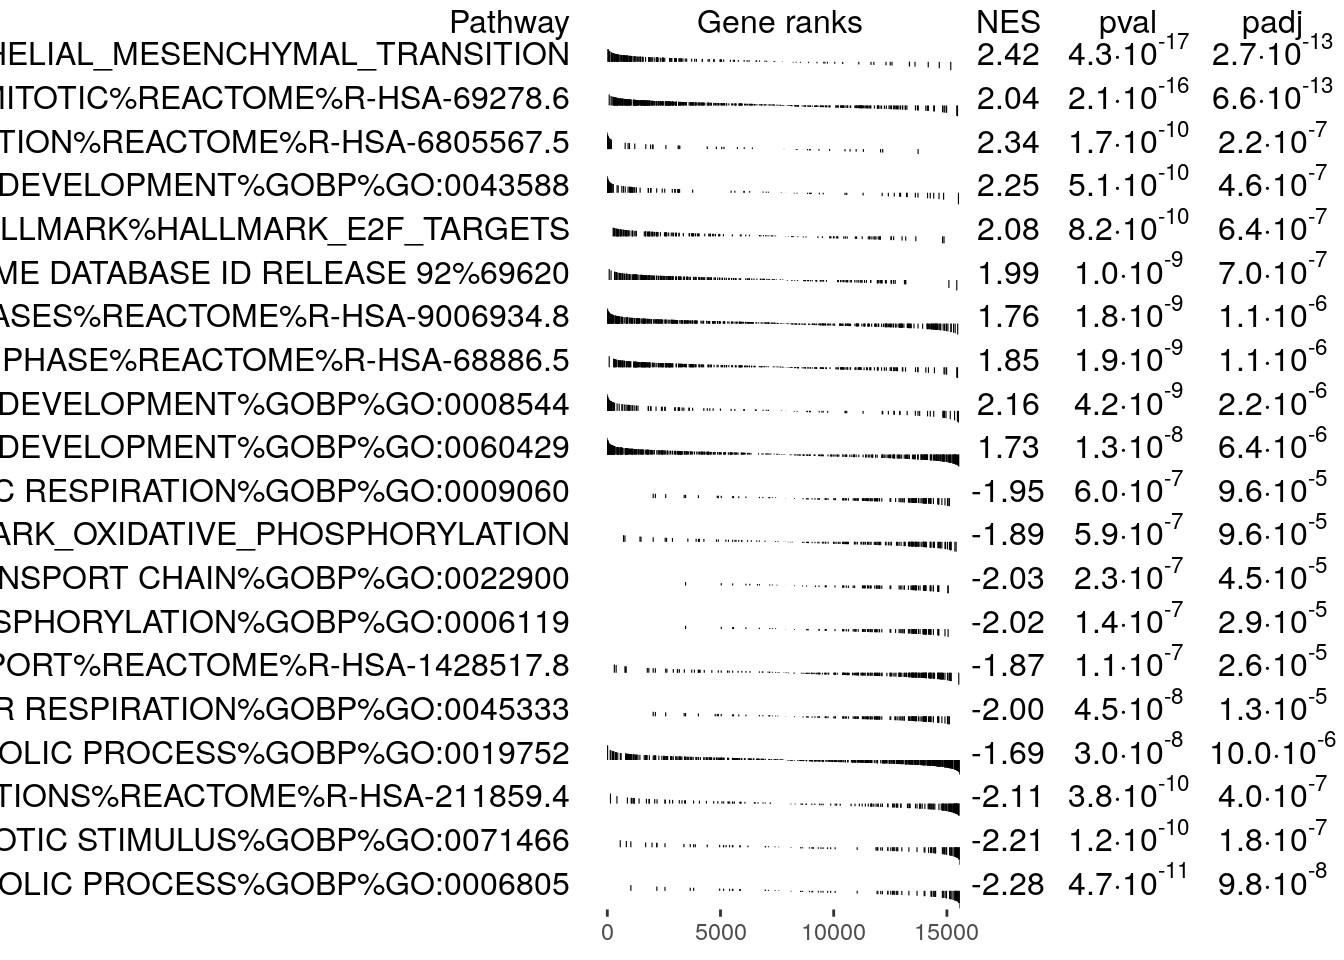 Pathway Gene ranks NES pval padj
HELIAL_MESENCHYMAL_TRANSITION 2.42 4.3·10^-17 2.7·10^-13
MITOTIC%REACTOME%R-HSA-69278.6 2.04 2.1·10^-16 6.6·10^-13
TION%REACTOME%R-HSA-6805567.5 2.34 1.7·10^-10 2.2·10^-7
DEVELOPMENT%GOBP%GO:0043588 2.25 5.1·10^-10 4.6·10^-7
LLMARK%HALLMARK_E2F_TARGETS 2.08 8.2·10^-10 6.4·10^-7
ME DATABASE ID RELEASE 92%69620 1.99 1.0·10^-9 7.0·10^-7
ASES%REACTOME%R-HSA-9006934.8 1.76 1.8·10^-9 1.1·10^-6
PHASE%REACTOME%R-HSA-68886.5 1.85 1.9·10^-9 1.1·10^-6
DEVELOPMENT%GOBP%GO:0008544 2.16 4.2·10^-9 2.2·10^-6
DEVELOPMENT%GOBP%GO:0060429 1.73 1.3·10^-8 6.4·10^-6
C RESPIRATION%GOBP%GO:0009060 -1.95 6.0·10^-7 9.6·10^-5
ARK_OXIDATIVE_PHOSPHORYLATION -1.89 5.9·10^-7 9.6·10^-5
NSPORT CHAIN%GOBP%GO:0022900 -2.03 2.3·10^-7 4.5·10^-5
SPHORYLATION%GOBP%GO:0006119 -2.02 1.4·10^-7 2.9·10^-5
PORT%REACTOME%R-HSA-1428517.8 -1.87 1.1·10^-7 2.6·10^-5
R RESPIRATION%GOBP%GO:0045333 -2.00 4.5·10^-8 1.3·10^-5
OLIC PROCESS%GOBP%GO:0019752 -1.69 3.0·10^-8 10.0·10^-6
TIONS%REACTOME%R-HSA-211859.4 -2.11 3.8·10^-10 4.0·10^-7
OTIC STIMULUS%GOBP%GO:0071466 -2.21 1.2·10^-10 1.8·10^-7
OLIC PROCESS%GOBP%GO:0006805 -2.28 4.7·10^-11 9.8·10^-8
0 5000 10000 15000